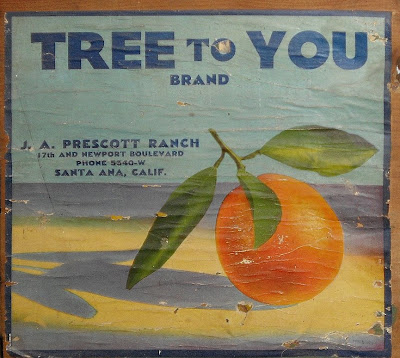 TREE TO YOU
BRAND
J. A. PRESCOTT RANCH
17th AND NEWPORT BOULEVARD
PHONE 5540-W
SANTA ANA, CALIF.